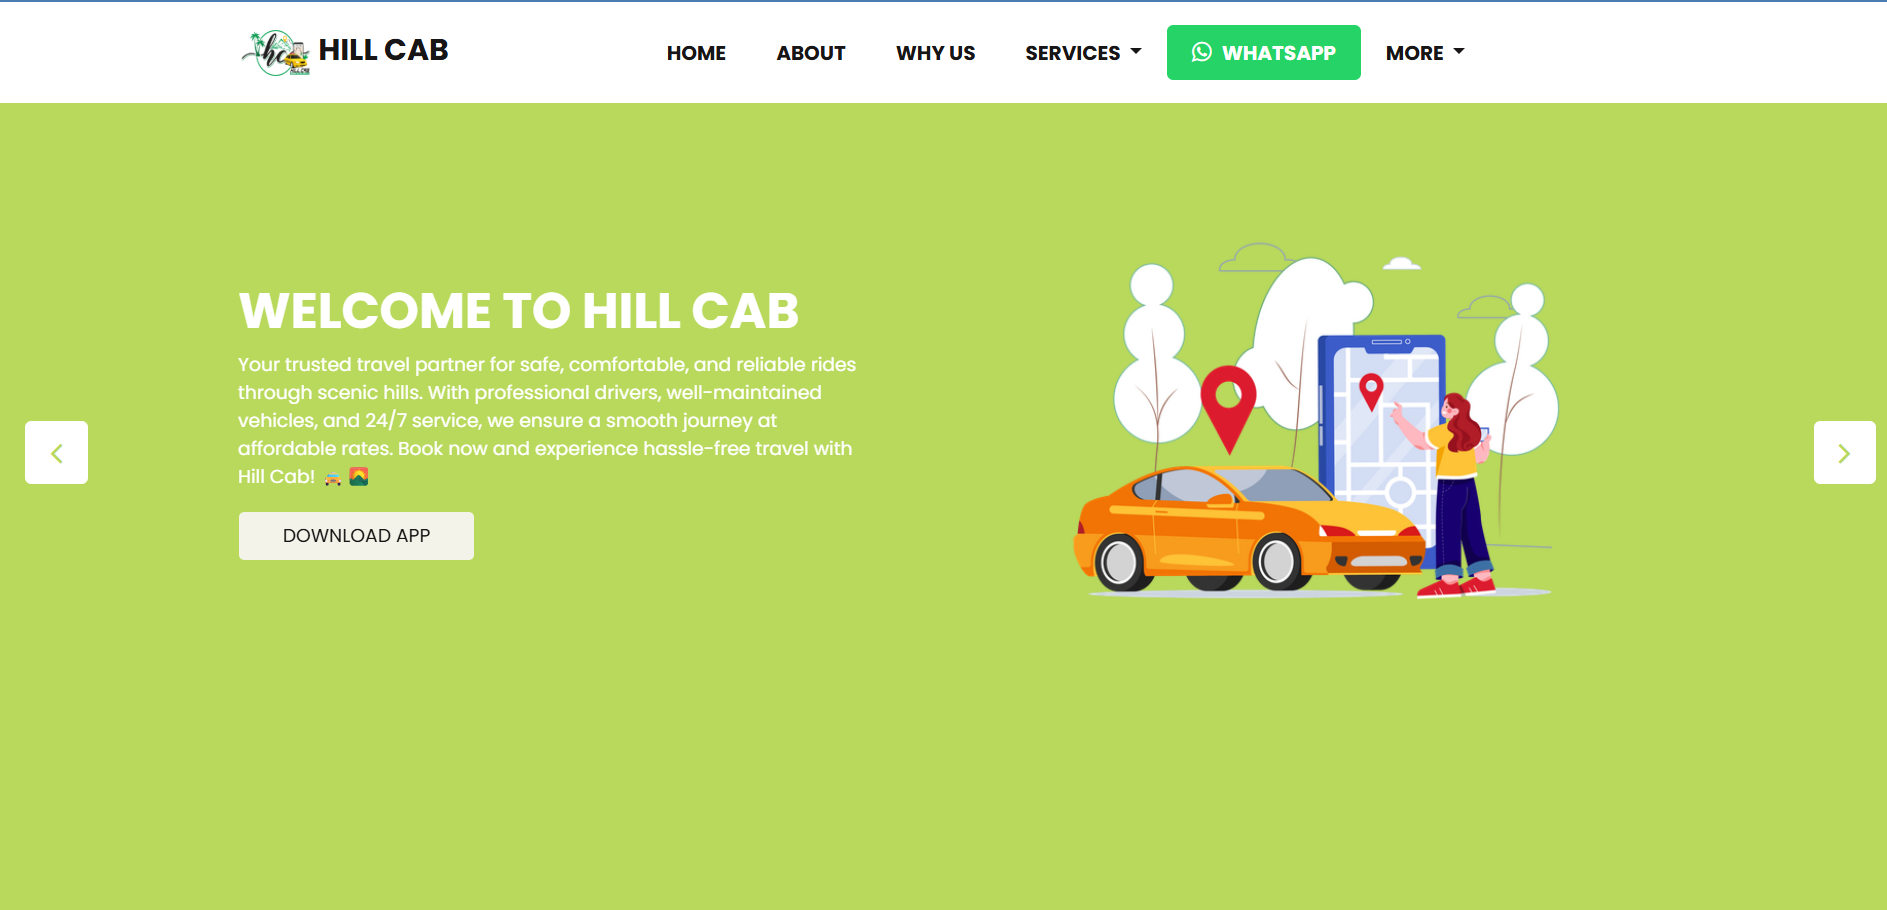 HILL CAB
HOME
ABOUT
WHY US
SERVICES
WHATSAPP
MORE
WELCOME TO HILL CAB
Your trusted travel partner for safe, comfortable, and reliable rides
through scenic hills. With professional drivers, well-maintained
vehicles, and 24/7 service, we ensure a smooth journey at
affordable rates. Book now and experience hassle-free travel with
Hill Cab! 🚖 🌄
DOWNLOAD APP